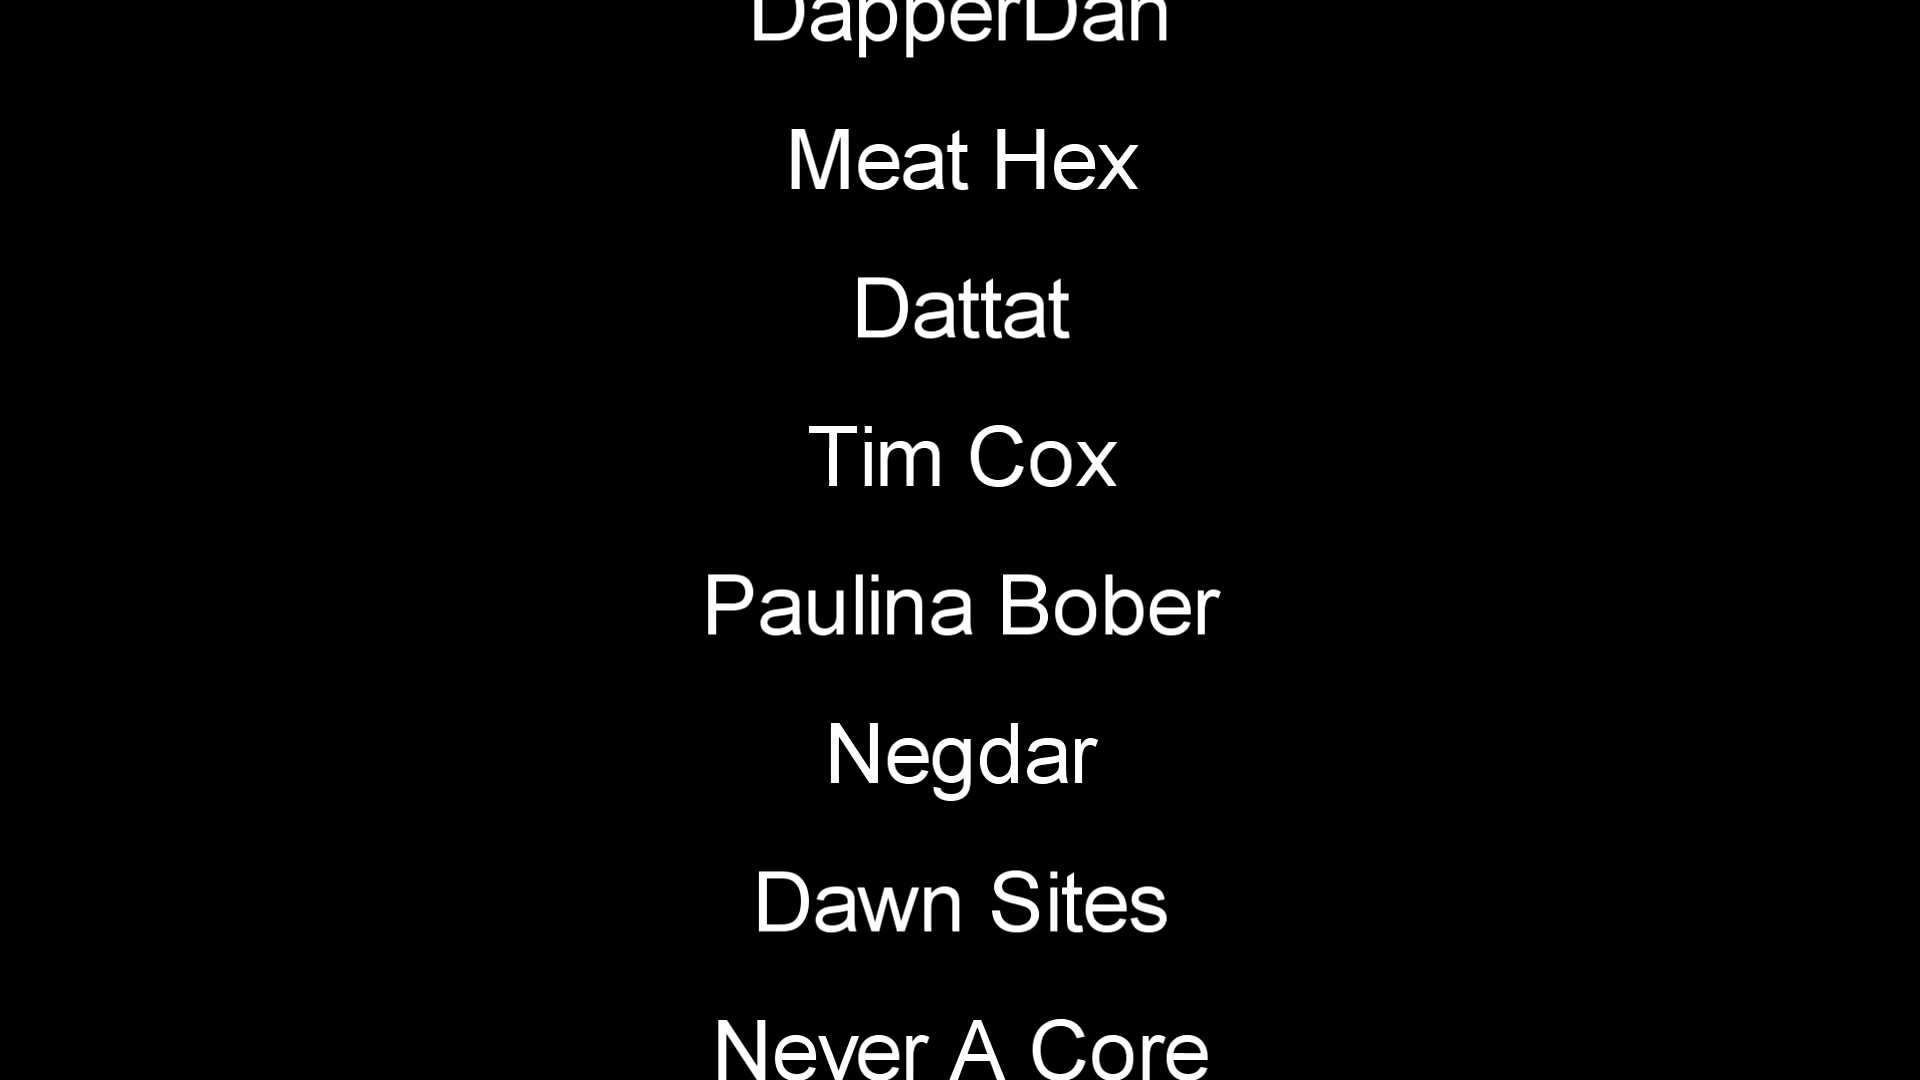 DapperDan
Meat Hex
Dattat
Tim Cox
Paulina Bober
Negdar
Dawn Sites
Never A Core